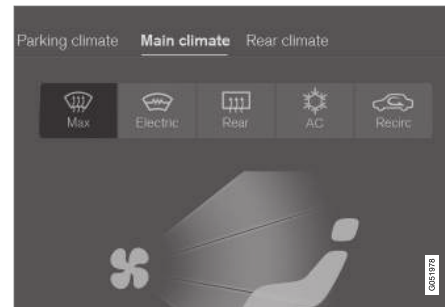 Parking climate Main climate Rear climate
Max Electric Rear AC Recirc
G051978